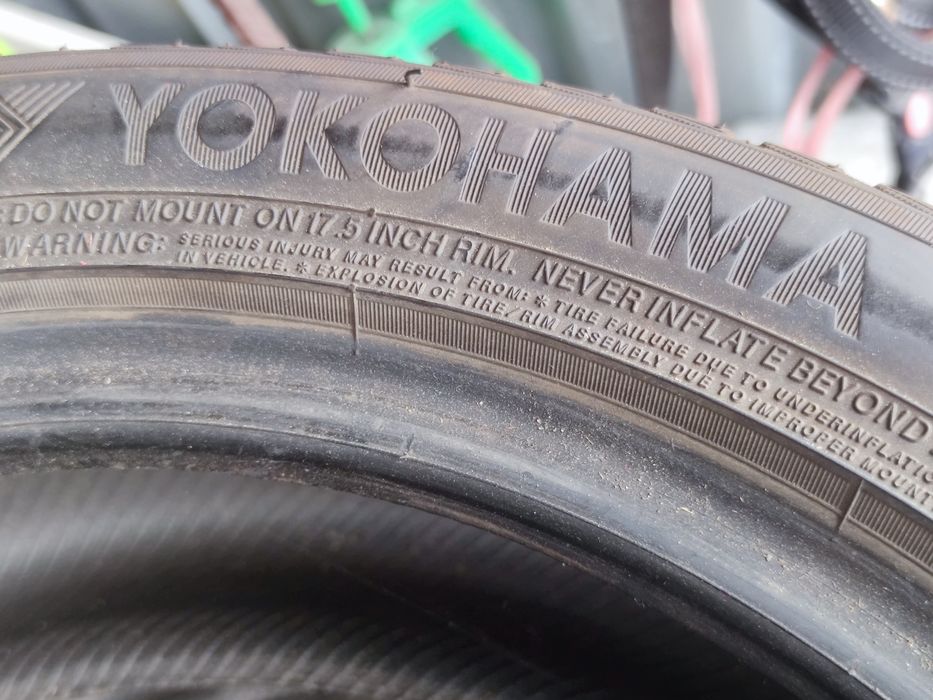 YOKOHAMA
DO NOT MOUNT ON 17.5 INCH RIM. NEVER INFLATE BEYOND
WARNING: SERIOUS INJURY MAY RESULT FROM: * TIRE FAILURE DUE TO UNDERINFLATIO
IN VEHICLE. * EXPLOSION OF TIRE/RIM ASSEMBLY DUE TO IMPROPER MOUNT